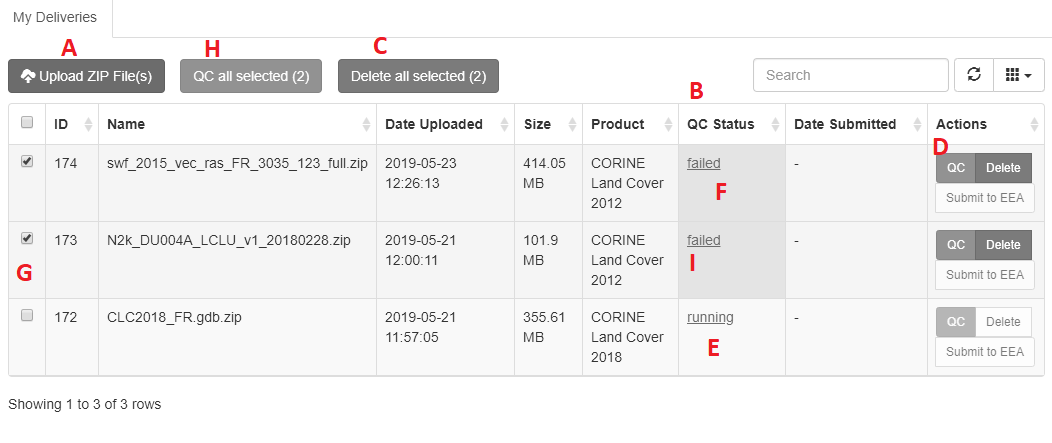 My Deliveries
A
H
C
Upload ZIP File(s)
QC all selected (2)
Delete all selected (2)
Search
B
ID Name Date Uploaded Size Product QC Status Date Submitted Actions
D
174 swf_2015_vec_ras_FR_3035_123_full.zip 2019-05-23 414.05 CORINE failed - QC Delete
12:26:13 MB Land Cover F Submit to EEA
2012
173 N2k_DU004A_LCLU_v1_20180228.zip 2019-05-21 101.9 CORINE failed - QC Delete
G 12:00:11 MB Land Cover I Submit to EEA
2012
172 CLC2018_FR.gdb.zip 2019-05-21 355.61 CORINE running - QC Delete
11:57:05 MB Land Cover E Submit to EEA
2018
Showing 1 to 3 of 3 rows